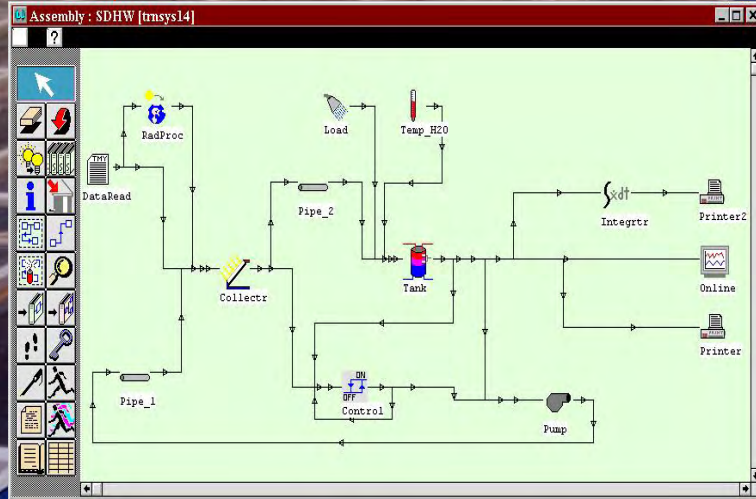 Assembly : SDHW [trnsys14]
?
RadProc
Load
Temp_H20
TMY
DataRead
Pipe_2
∫xdt
Integrtr
Printer2
Collectr
Tank
Online
Printer
Pipe_1
ON
OFF
Control
Pump